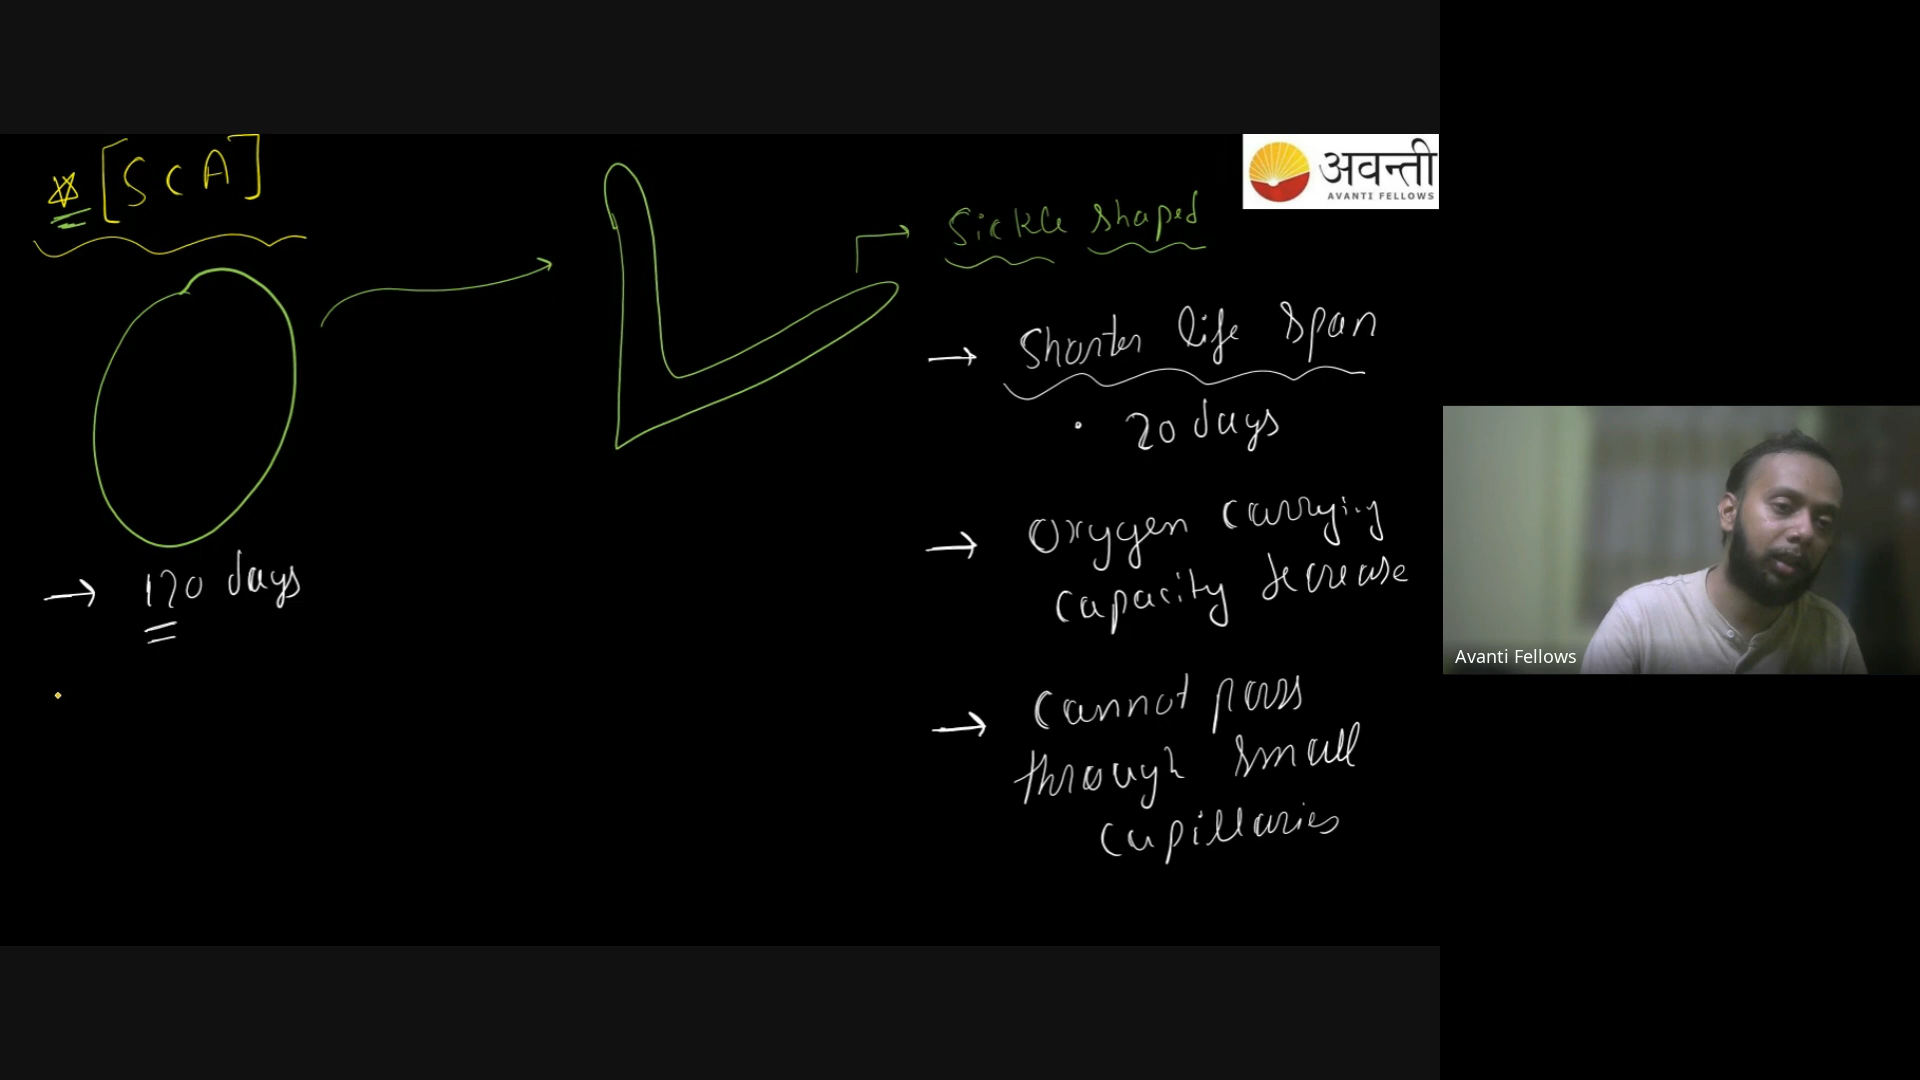 [SCA]
120 days
Sickle shaped
Shorter life span
20 days
Oxygen carrying
capacity decrease
Cannot pass
through small
capillaries
अवन्ती
AVANTI FELLOWS
Avanti Fellows